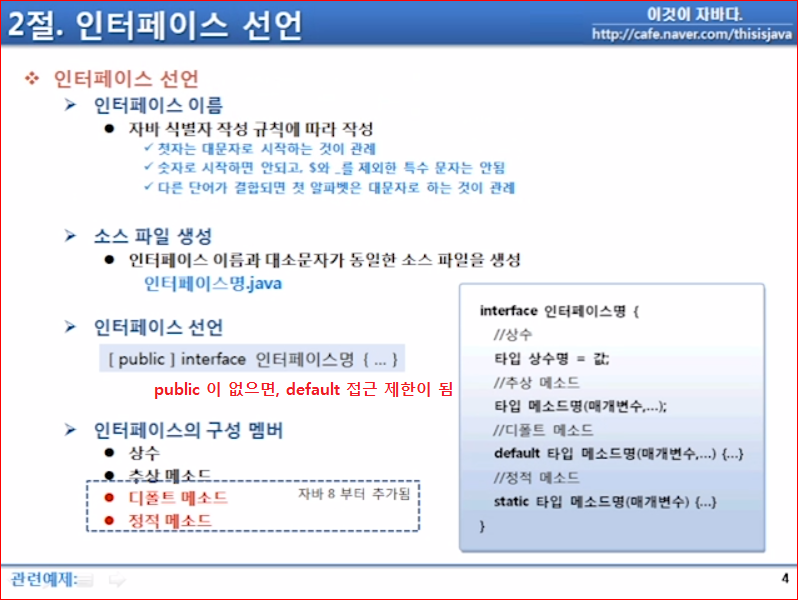 2절. 인터페이스 선언
이것이 자바다.
http://cafe.naver.com/thisisjava
❖ 인터페이스 선언
➤ 인터페이스 이름
● 자바 식별자 작성 규칙에 따라 작성
✓ 첫자는 대문자로 시작하는 것이 관례
✓ 숫자로 시작하면 안되고, $와 _를 제외한 특수 문자는 안됨
✓ 다른 단어가 결합되면 첫 알파벳은 대문자로 하는 것이 관례
➤ 소스 파일 생성
● 인터페이스 이름과 대소문자가 동일한 소스 파일을 생성
인터페이스명.java
➤ 인터페이스 선언
[ public ] interface 인터페이스명 { ... }
public 이 없으면, default 접근 제한이 됨
➤ 인터페이스의 구성 멤버
● 상수
● 추상 메소드
● 디폴트 메소드
자바 8 부터 추가됨
● 정적 메소드
interface 인터페이스명 {
//상수
타입 상수명 = 값;
//추상 메소드
타입 메소드명(매개변수,...);
//디폴트 메소드
default 타입 메소드명(매개변수,...) {...}
//정적 메소드
static 타입 메소드명(매개변수) {...}
}
관련예제:
4